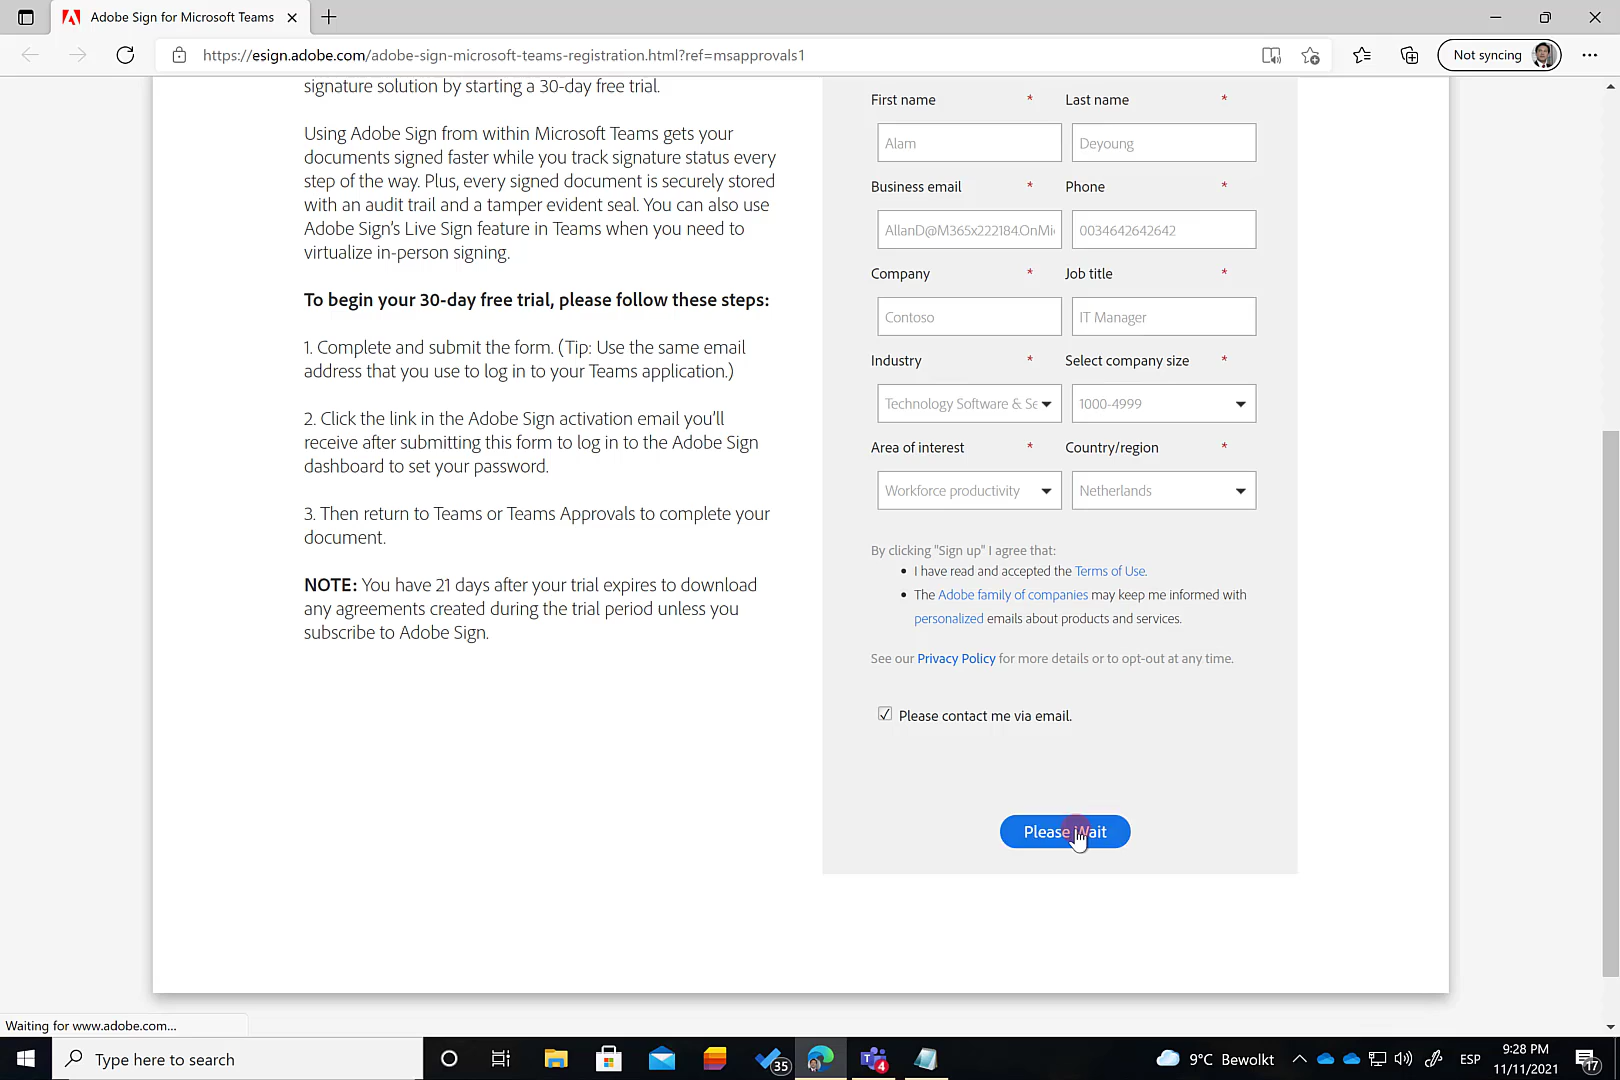 Adobe Sign for Microsoft Teams
https://esign.adobe.com/adobe-sign-microsoft-teams-registration.html?ref=msapprovals1
Not syncing
signature solution by starting a 30-day free trial.
Using Adobe Sign from within Microsoft Teams gets your
documents signed faster while you track signature status every
step of the way. Plus, every signed document is securely stored
with an audit trail and a tamper evident seal. You can also use
Adobe Sign’s Live Sign feature in Teams when you need to
virtualize in-person signing.
To begin your 30-day free trial, please follow these steps:
1. Complete and submit the form. (Tip: Use the same email
address that you use to log in to your Teams application.)
2. Click the link in the Adobe Sign activation email you’ll
receive after submitting this form to log in to the Adobe Sign
dashboard to set your password.
3. Then return to Teams or Teams Approvals to complete your
document.
NOTE: You have 21 days after your trial expires to download
any agreements created during the trial period unless you
subscribe to Adobe Sign.
First name * Last name *
Alam Deyoung
Business email * Phone *
AllanD@M365x222184.OnMi 0034642642642
Company * Job title *
Contoso IT Manager
Industry * Select company size *
Technology Software & Se 1000-4999
Area of interest * Country/region *
Workforce productivity Netherlands
By clicking "Sign up" I agree that:
• I have read and accepted the Terms of Use.
• The Adobe family of companies may keep me informed with
personalized emails about products and services.
See our Privacy Policy for more details or to opt-out at any time.
Please contact me via email.
Please Wait
Waiting for www.adobe.com...
Type here to search
35
4
9°C Bewolkt
ESP
9:28 PM
11/11/2021
17